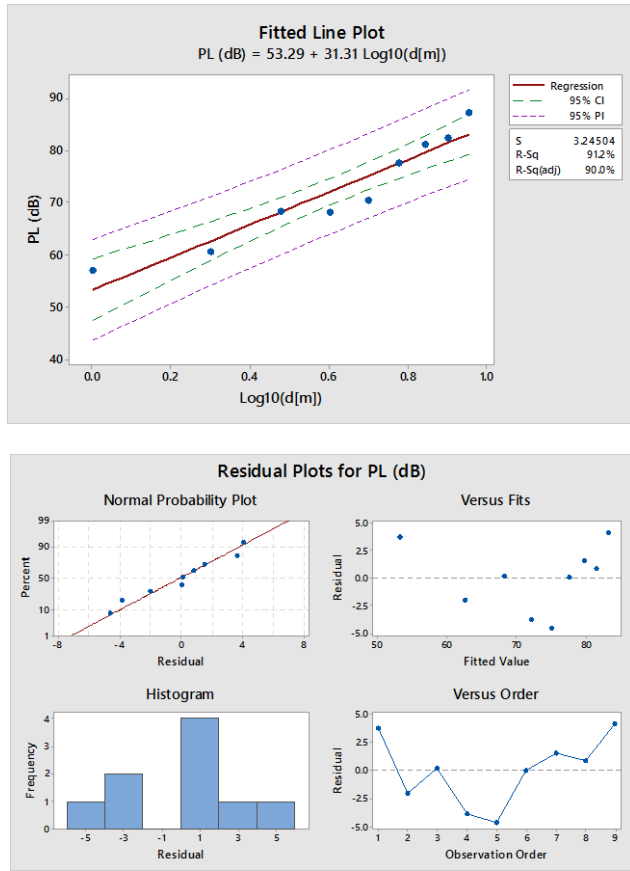 Fitted Line Plot
PL (dB) = 53.29 + 31.31 Log10(d[m])
90
80
70
60
50
40
PL (dB)
0.0 0.2 0.4 0.6 0.8 1.0
Log10(d[m])
Regression
95% CI
95% PI
S 3.24504
R-Sq 91.2%
R-Sq(adj) 90.0%
Residual Plots for PL (dB)
Normal Probability Plot
99
90
50
10
1
Percent
-8 -4 0 4 8
Residual
Versus Fits
5.0
2.5
0.0
-2.5
-5.0
Residual
50 60 70 80
Fitted Value
Histogram
4
3
2
1
0
Frequency
-5 -3 -1 1 3 5
Residual
Versus Order
5.0
2.5
0.0
-2.5
-5.0
Residual
1 2 3 4 5 6 7 8 9
Observation Order